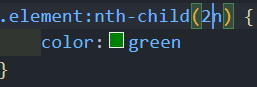 .element:nth-child(2n) {
color: green
}